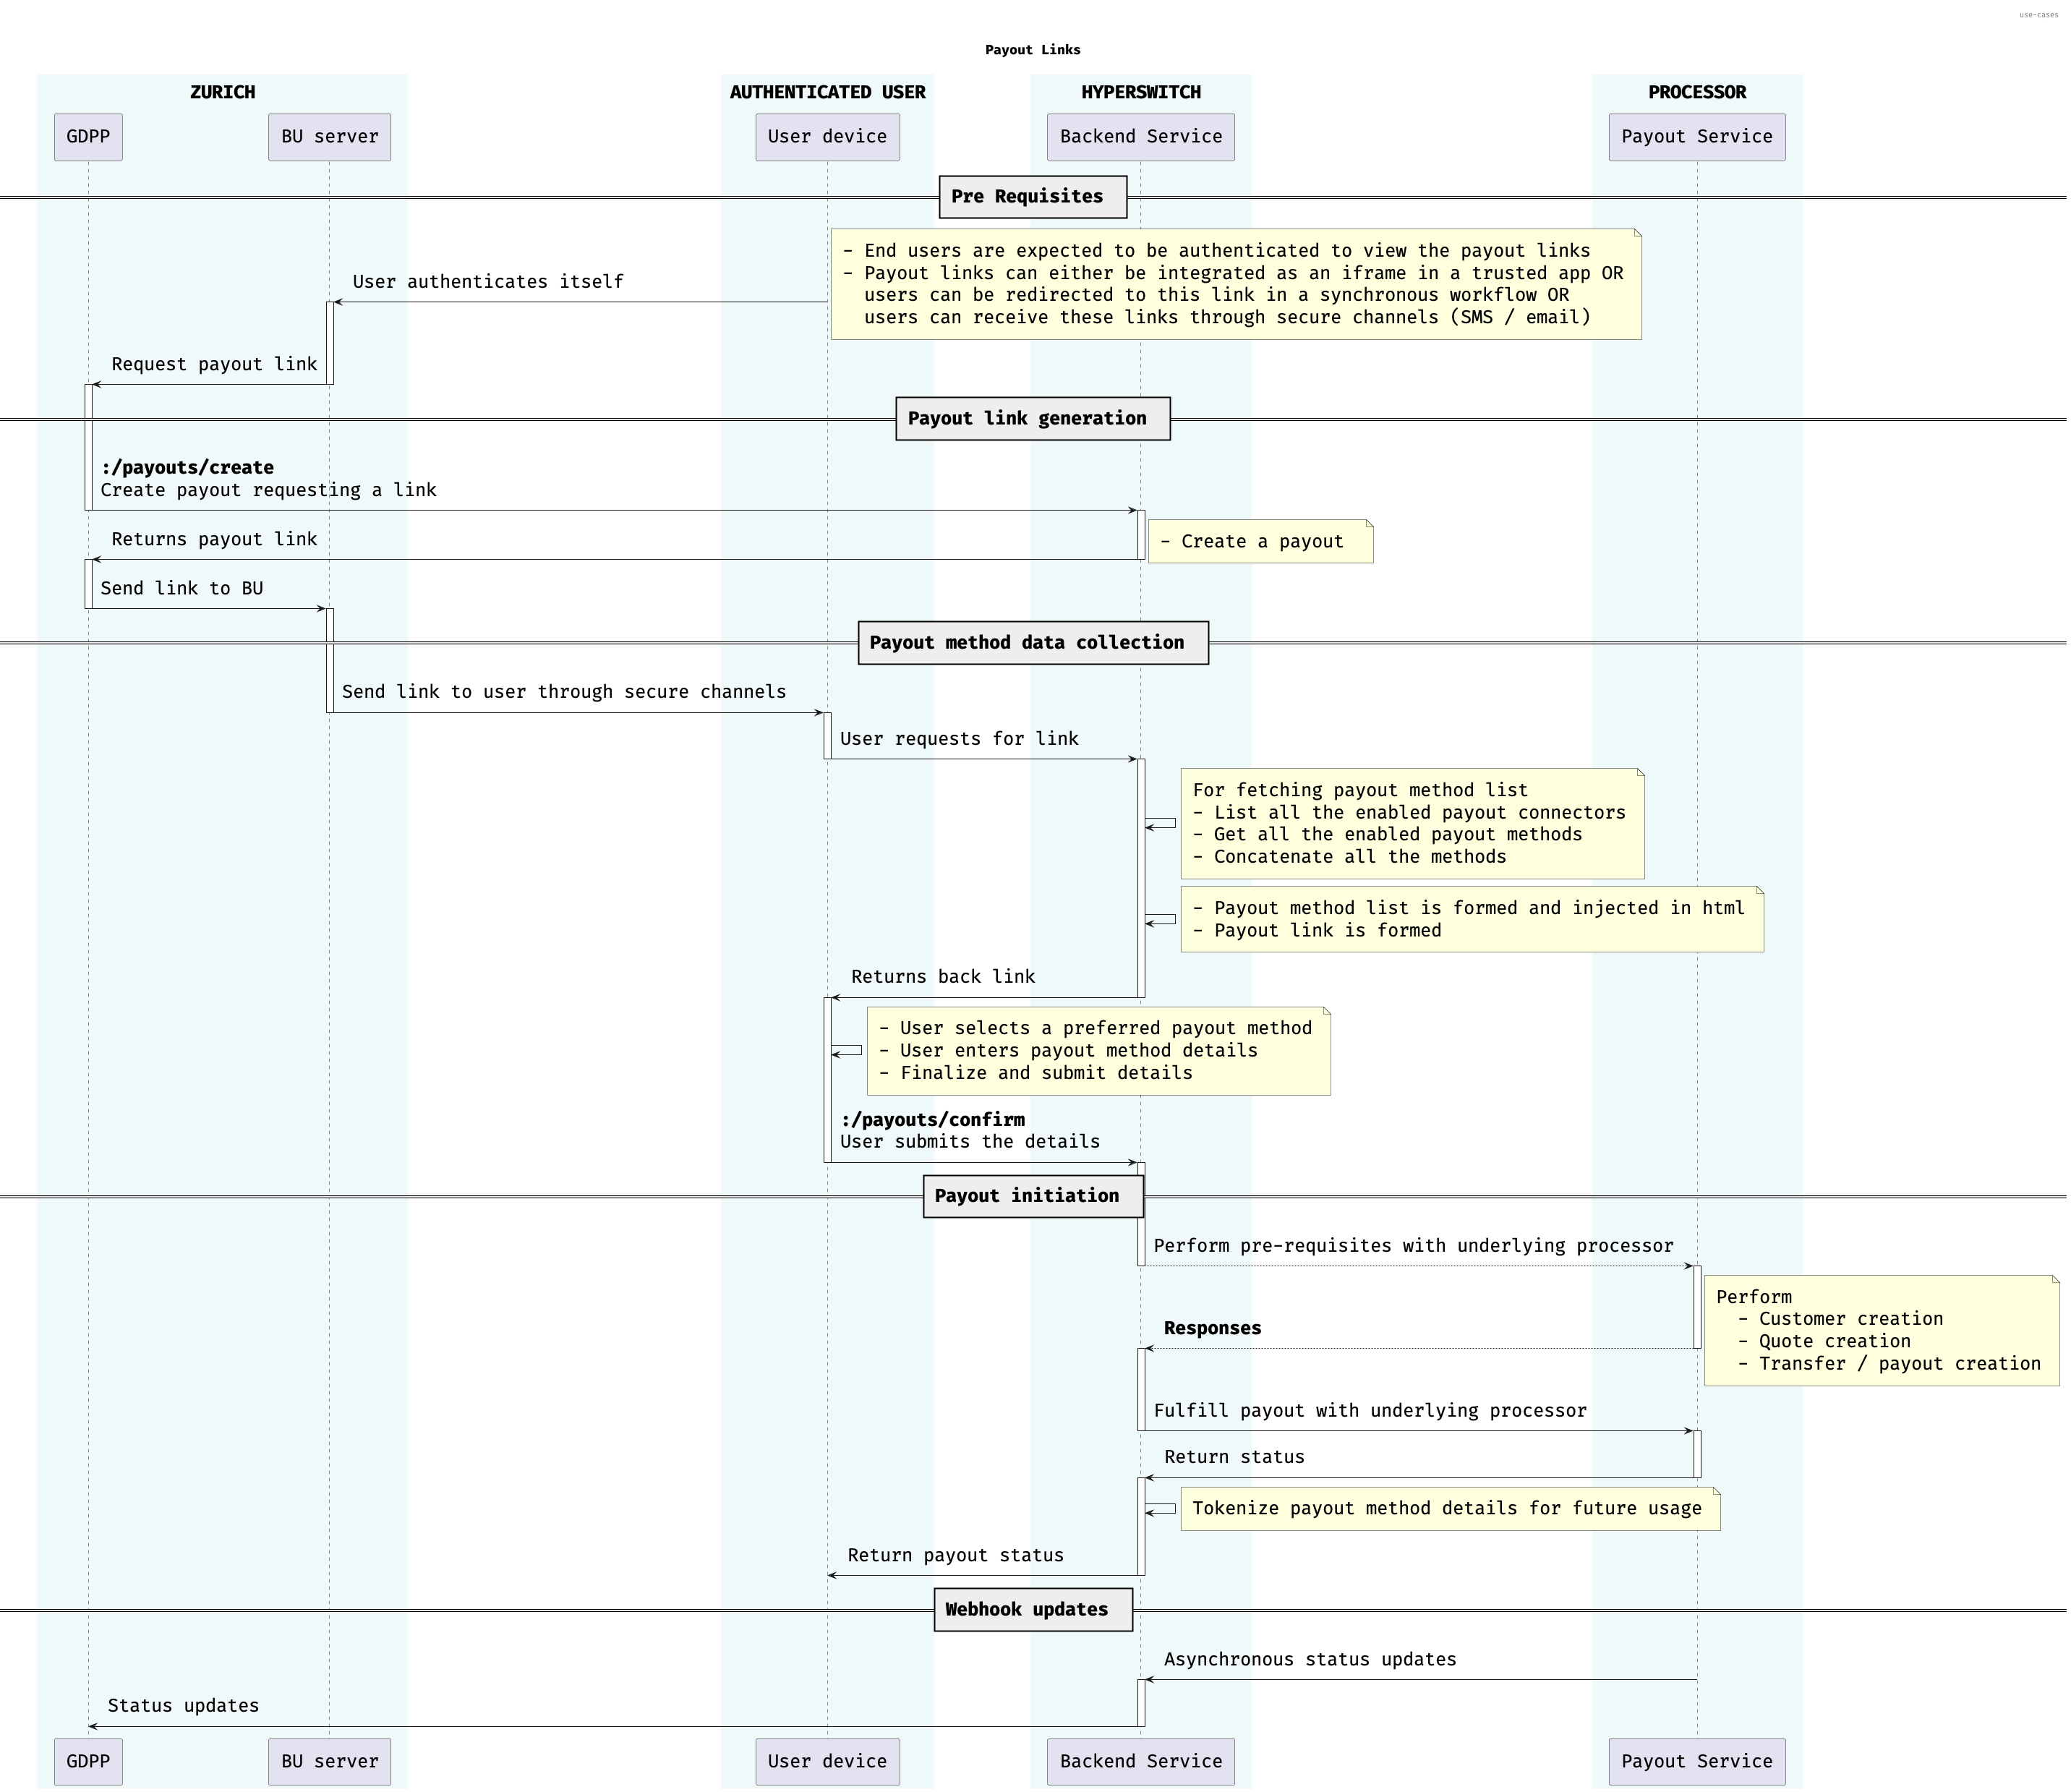 use-cases
Payout Links
ZURICH
AUTHENTICATED USER
HYPERSWITCH
PROCESSOR
GDPP
BU server
User device
Backend Service
Payout Service
Pre Requisites
- End users are expected to be authenticated to view the payout links
- Payout links can either be integrated as an iframe in a trusted app OR
users can be redirected to this link in a synchronous workflow OR
users can receive these links through secure channels (SMS / email)
User authenticates itself
Request payout link
Payout link generation
:/payouts/create
Create payout requesting a link
- Create a payout
Returns payout link
Send link to BU
Payout method data collection
Send link to user through secure channels
User requests for link
For fetching payout method list
- List all the enabled payout connectors
- Get all the enabled payout methods
- Concatenate all the methods
- Payout method list is formed and injected in html
- Payout link is formed
Returns back link
- User selects a preferred payout method
- User enters payout method details
- Finalize and submit details
:/payouts/confirm
User submits the details
Payout initiation
Perform pre-requisites with underlying processor
Perform
- Customer creation
- Quote creation
- Transfer / payout creation
Responses
Fulfill payout with underlying processor
Return status
Tokenize payout method details for future usage
Return payout status
Webhook updates
Asynchronous status updates
Status updates
GDPP
BU server
User device
Backend Service
Payout Service